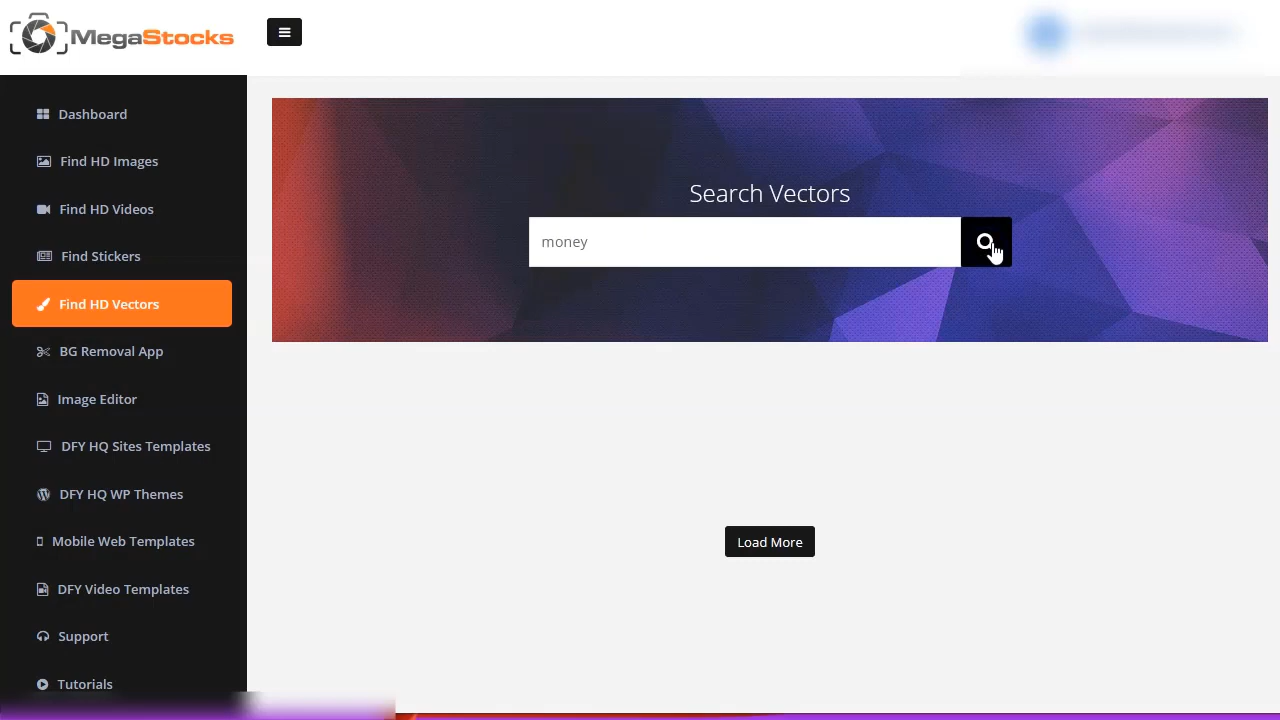 MegaStocks
Dashboard
Find HD Images
Find HD Videos
Find Stickers
Find HD Vectors
BG Removal App
Image Editor
DFY HQ Sites Templates
DFY HQ WP Themes
Mobile Web Templates
DFY Video Templates
Support
Tutorials
Search Vectors
money
Load More